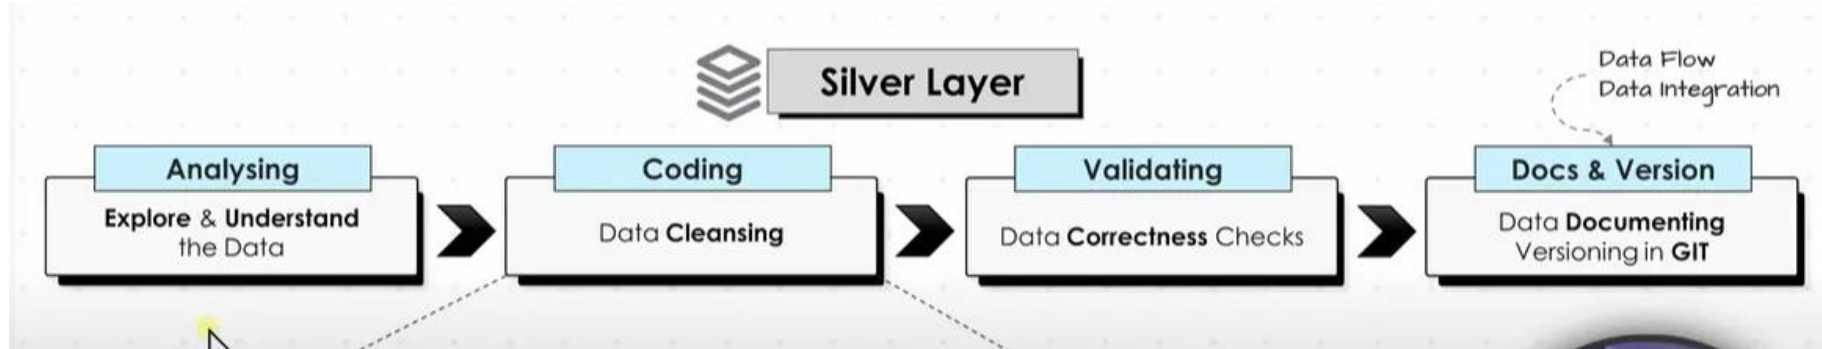 Silver Layer
Data Flow
Data Integration
Analysing
Explore & Understand
the Data
Coding
Data Cleansing
Validating
Data Correctness Checks
Docs & Version
Data Documenting
Versioning in GIT